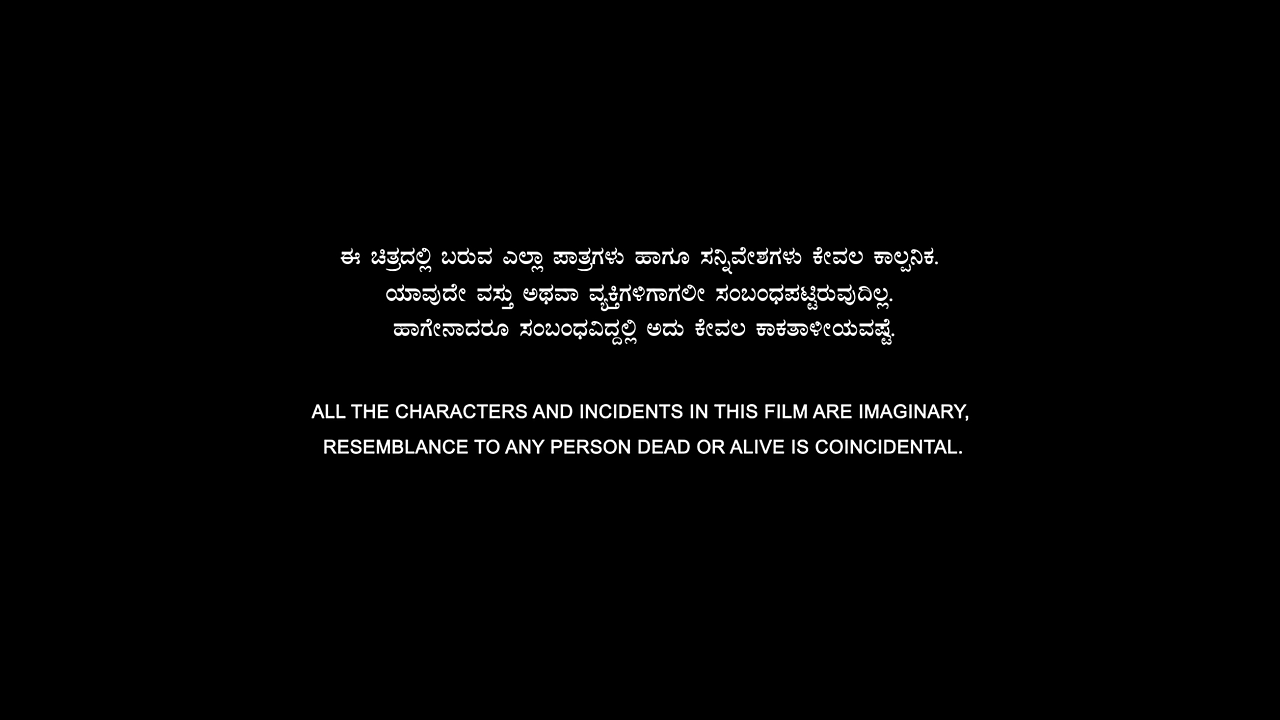 ಈ ಚಿತ್ರದಲ್ಲಿ ಬರುವ ಎಲ್ಲಾ ಪಾತ್ರಗಳು ಹಾಗೂ ಸನ್ನಿವೇಶಗಳು ಕೇವಲ ಕಾಲ್ಪನಿಕ.
ಯಾವುದೇ ವಸ್ತು ಅಥವಾ ವ್ಯಕ್ತಿಗಳಿಗಾಗಲೀ ಸಂಬಂಧಪಟ್ಟಿರುವುದಿಲ್ಲ.
ಹಾಗೇನಾದರೂ ಸಂಬಂಧವಿದ್ದಲ್ಲಿ ಅದು ಕೇವಲ ಕಾಕತಾಳೀಯವಷ್ಟೆ.
ALL THE CHARACTERS AND INCIDENTS IN THIS FILM ARE IMAGINARY,
RESEMBLANCE TO ANY PERSON DEAD OR ALIVE IS COINCIDENTAL.